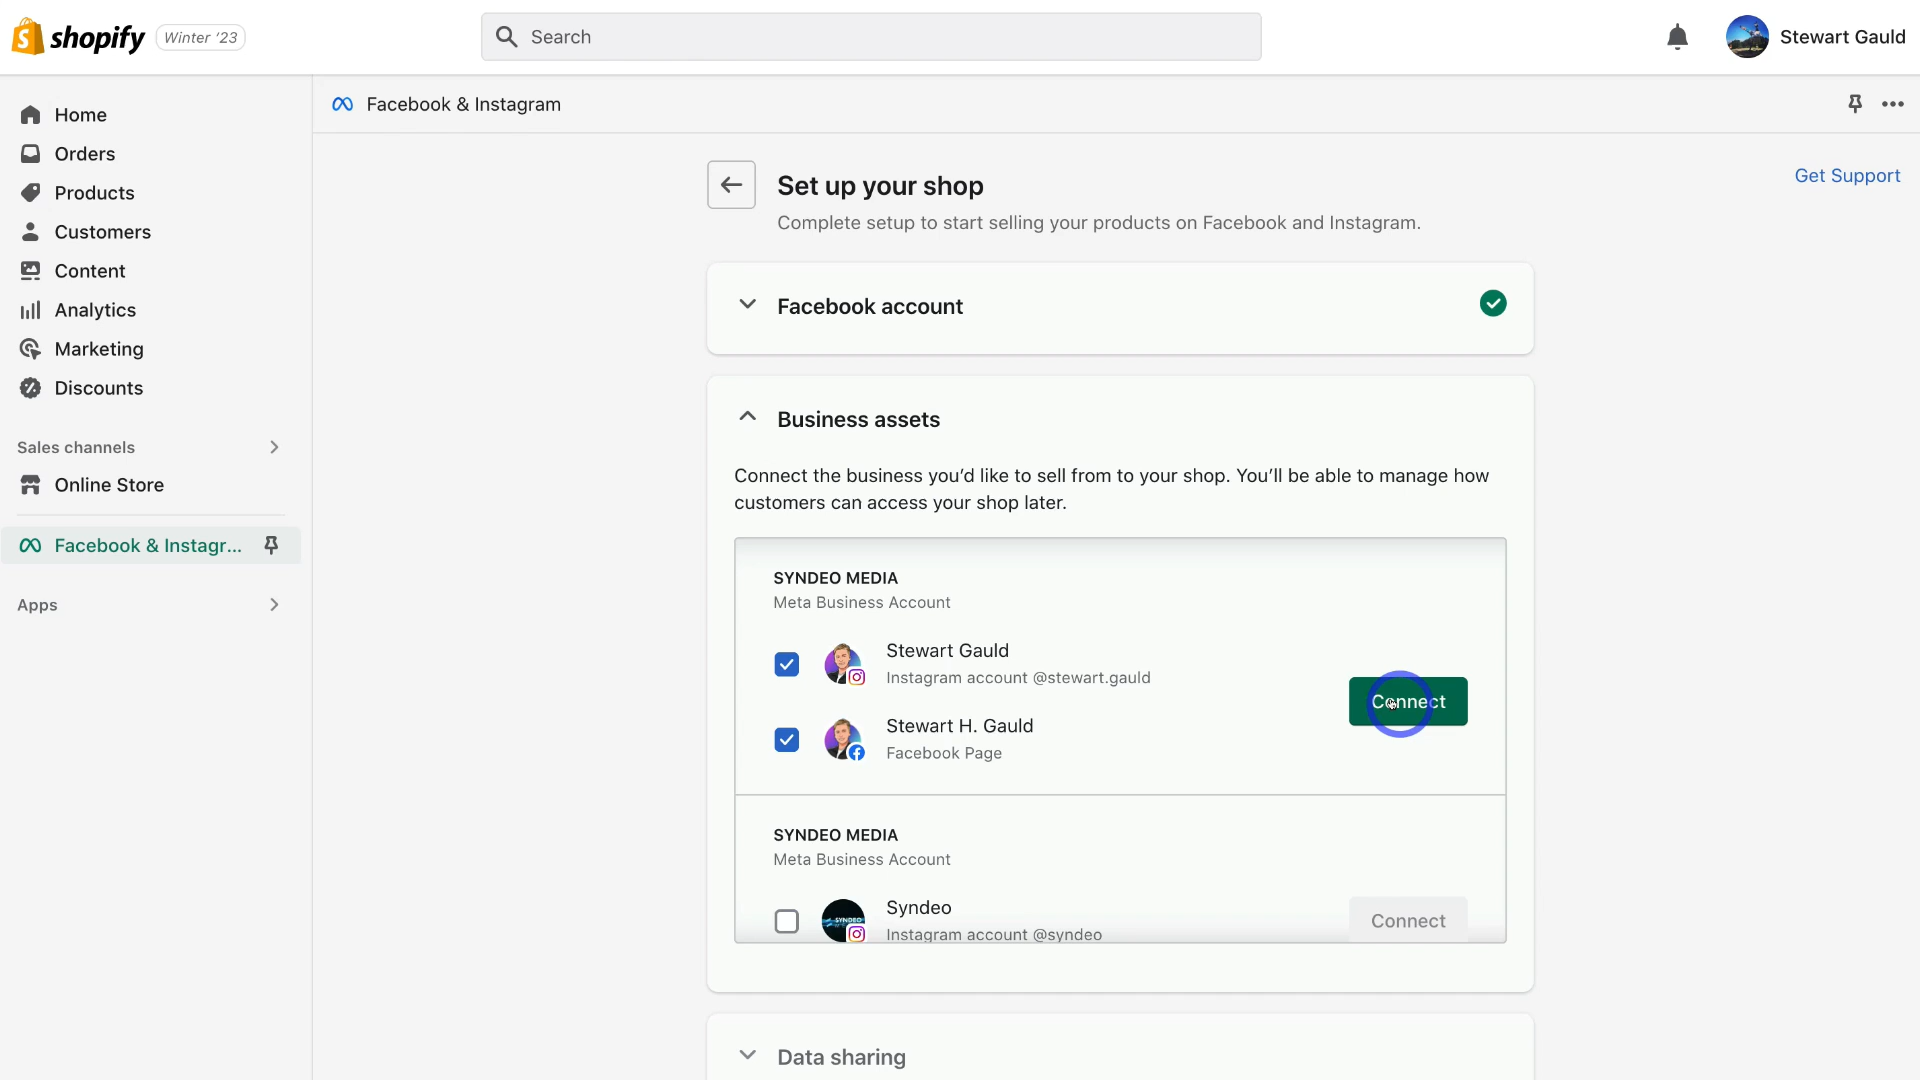 shopify
Winter ‘23
Search
Stewart Gauld
Home
Orders
Products
Customers
Content
Analytics
Marketing
Discounts
Sales channels
Online Store
Facebook & Instagr...
Apps
Facebook & Instagram
Set up your shop
Get Support
Complete setup to start selling your products on Facebook and Instagram.
Facebook account
Business assets
Connect the business you’d like to sell from to your shop. You’ll be able to manage how
customers can access your shop later.
SYNDEO MEDIA
Meta Business Account
Stewart Gauld
Instagram account @stewart.gauld
Connect
Stewart H. Gauld
Facebook Page
SYNDEO MEDIA
Meta Business Account
SYNDEO
Syndeo
Instagram account @syndeo
Connect
Data sharing